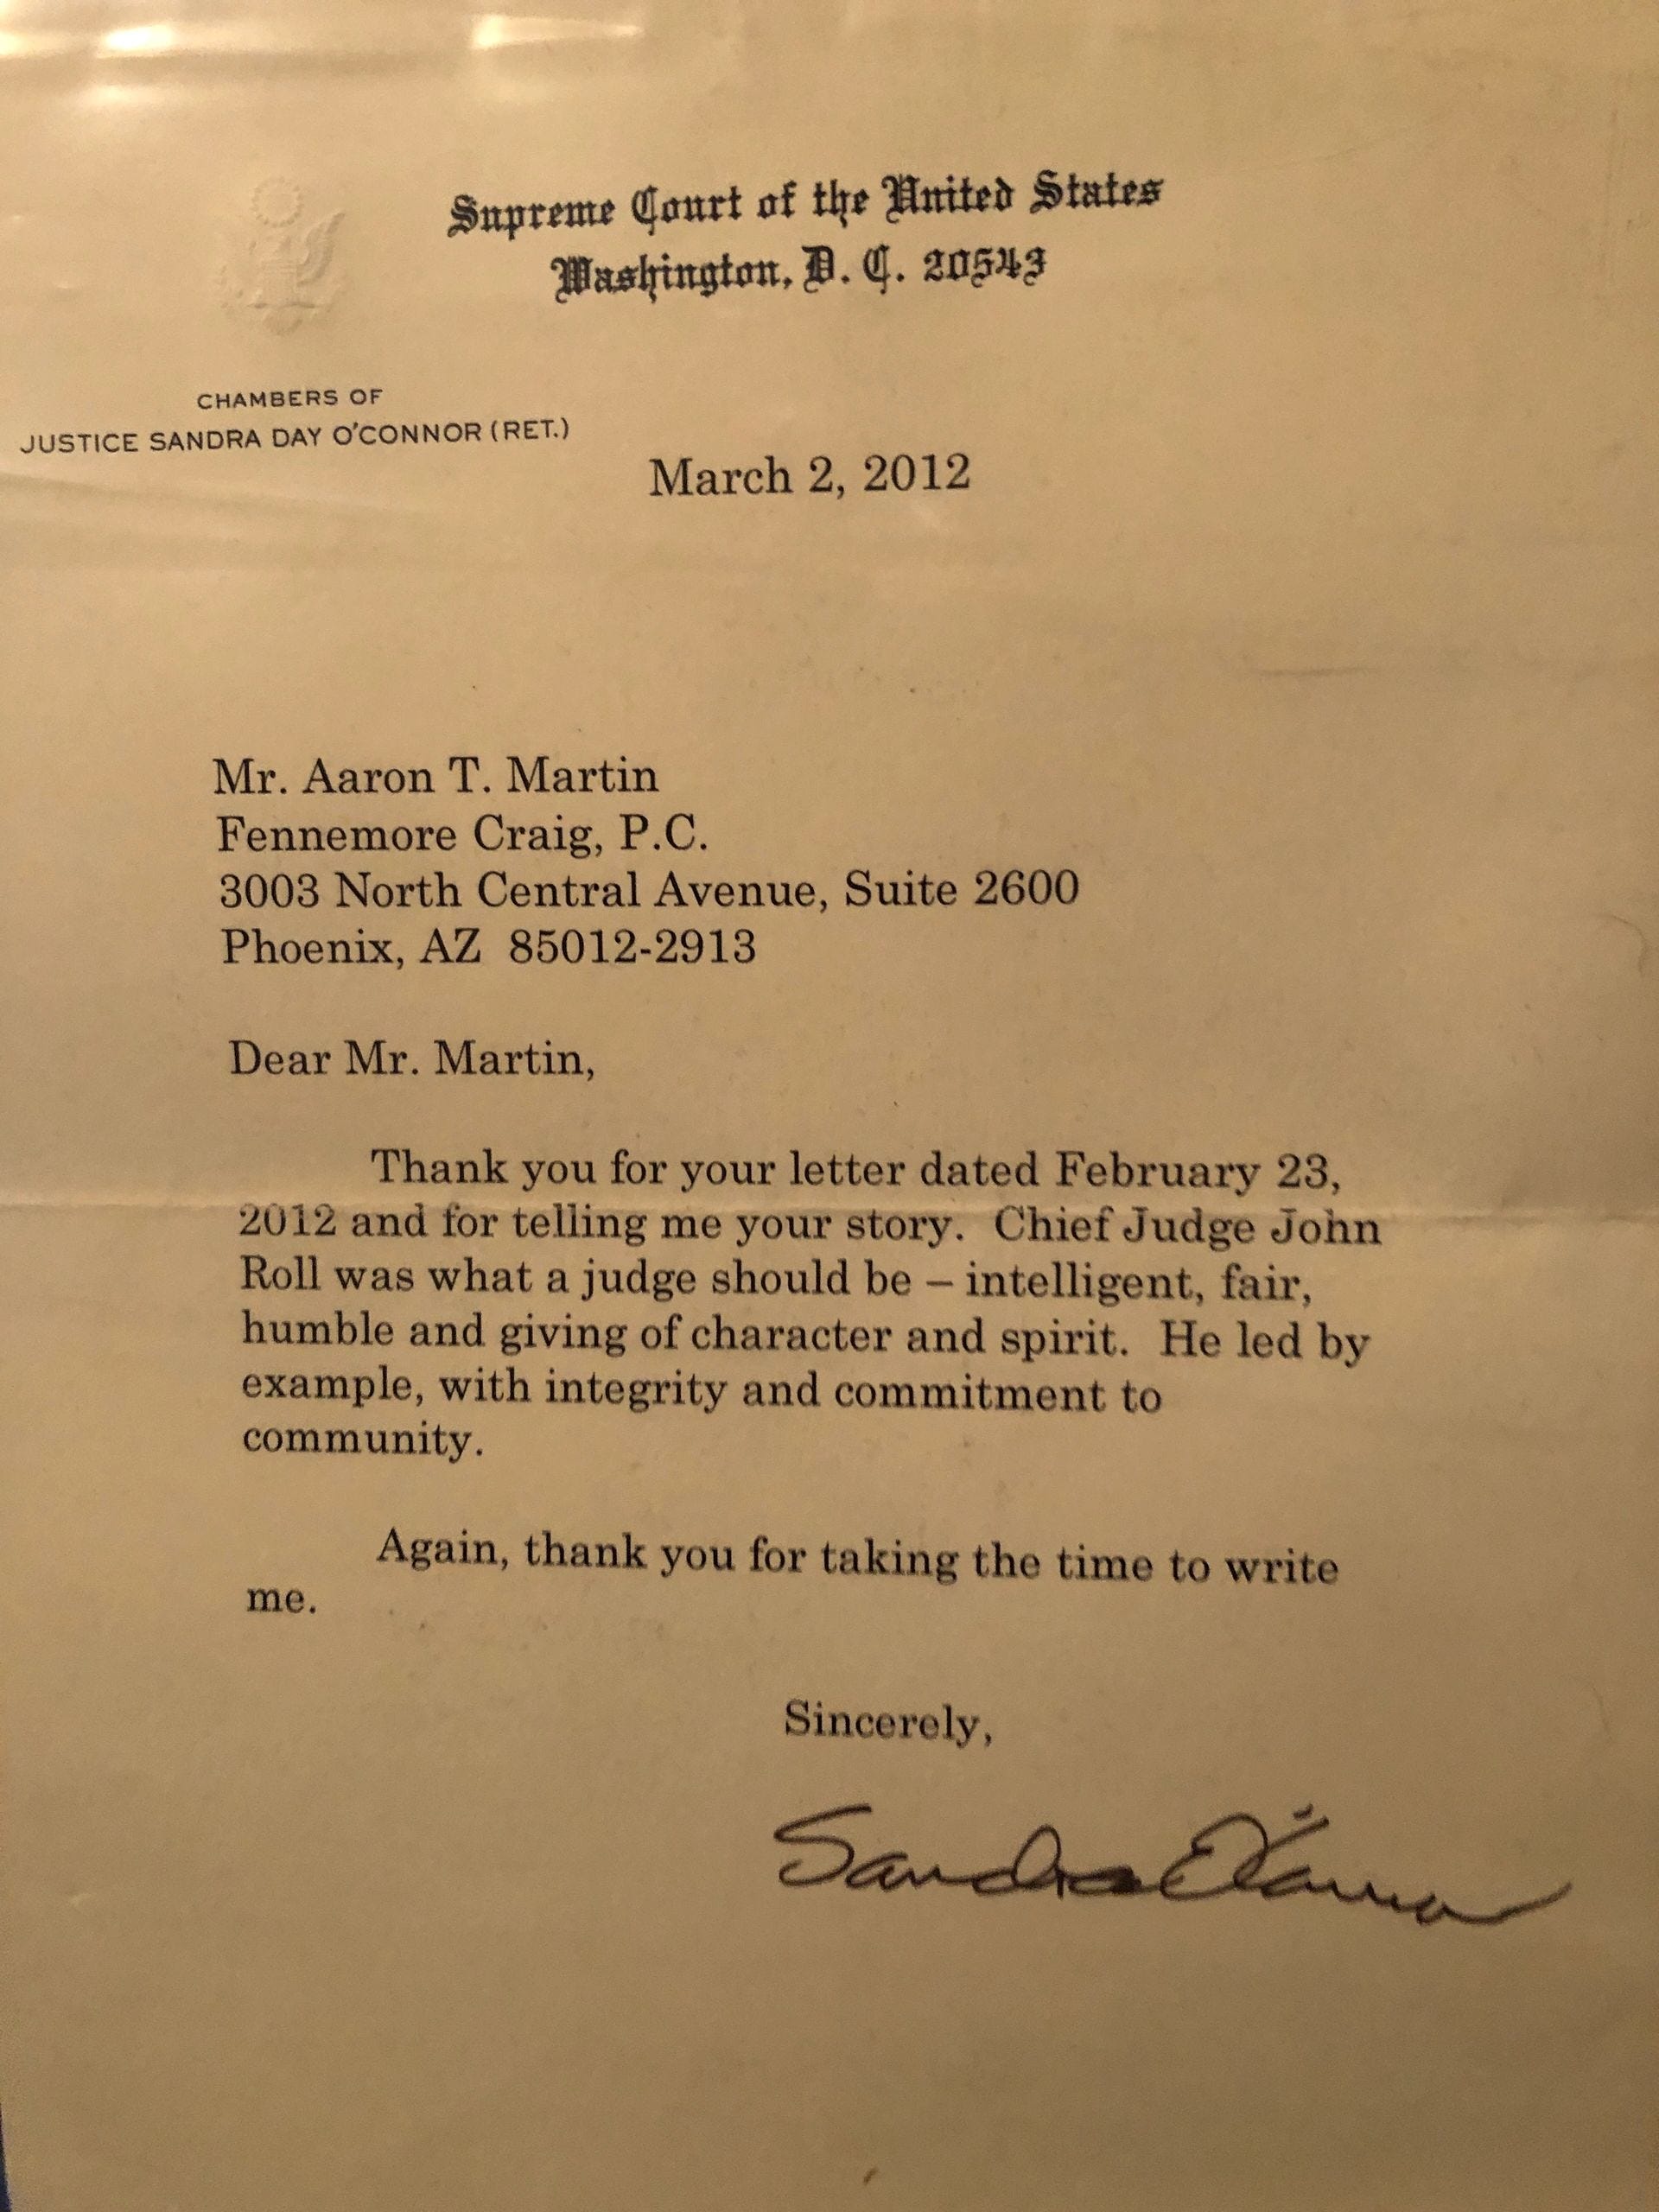 Supreme Court of the United States
Washington, D. C. 20543
CHAMBERS OF
JUSTICE SANDRA DAY O'CONNOR (RET.)
March 2, 2012
Mr. Aaron T. Martin
Fennemore Craig, P.C.
3003 North Central Avenue, Suite 2600
Phoenix, AZ 85012-2913
Dear Mr. Martin,
Thank you for your letter dated February 23,
2012 and for telling me your story. Chief Judge John
Roll was what a judge should be – intelligent, fair,
humble and giving of character and spirit. He led by
example, with integrity and commitment to
community.
Again, thank you for taking the time to write
me.
Sincerely,
Sandra O'Connor